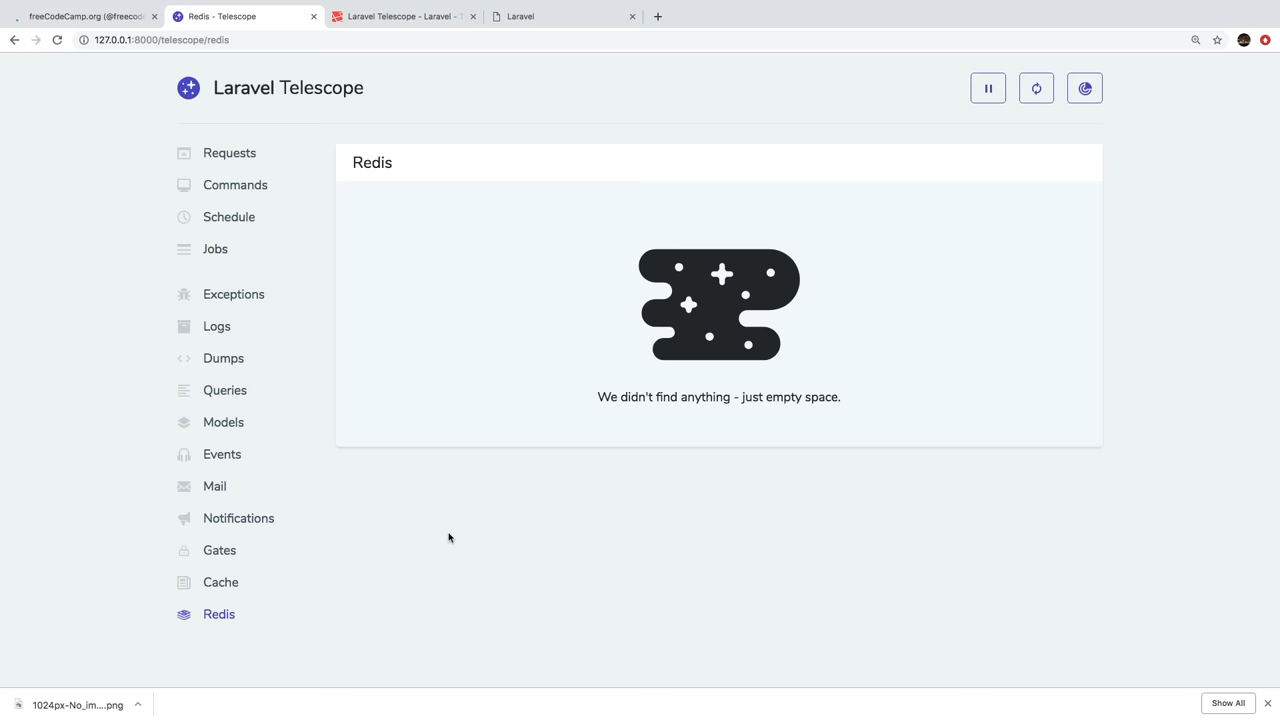 freeCodeCamp.org (@freecod
Redis - Telescope
Laravel Telescope - Laravel - T
Laravel
127.0.0.1:8000/telescope/redis
Laravel Telescope
Requests
Commands
Schedule
Jobs
Exceptions
Logs
Dumps
Queries
Models
Events
Mail
Notifications
Gates
Cache
Redis
Redis
We didn't find anything - just empty space.
1024px-No_im....png
Show All